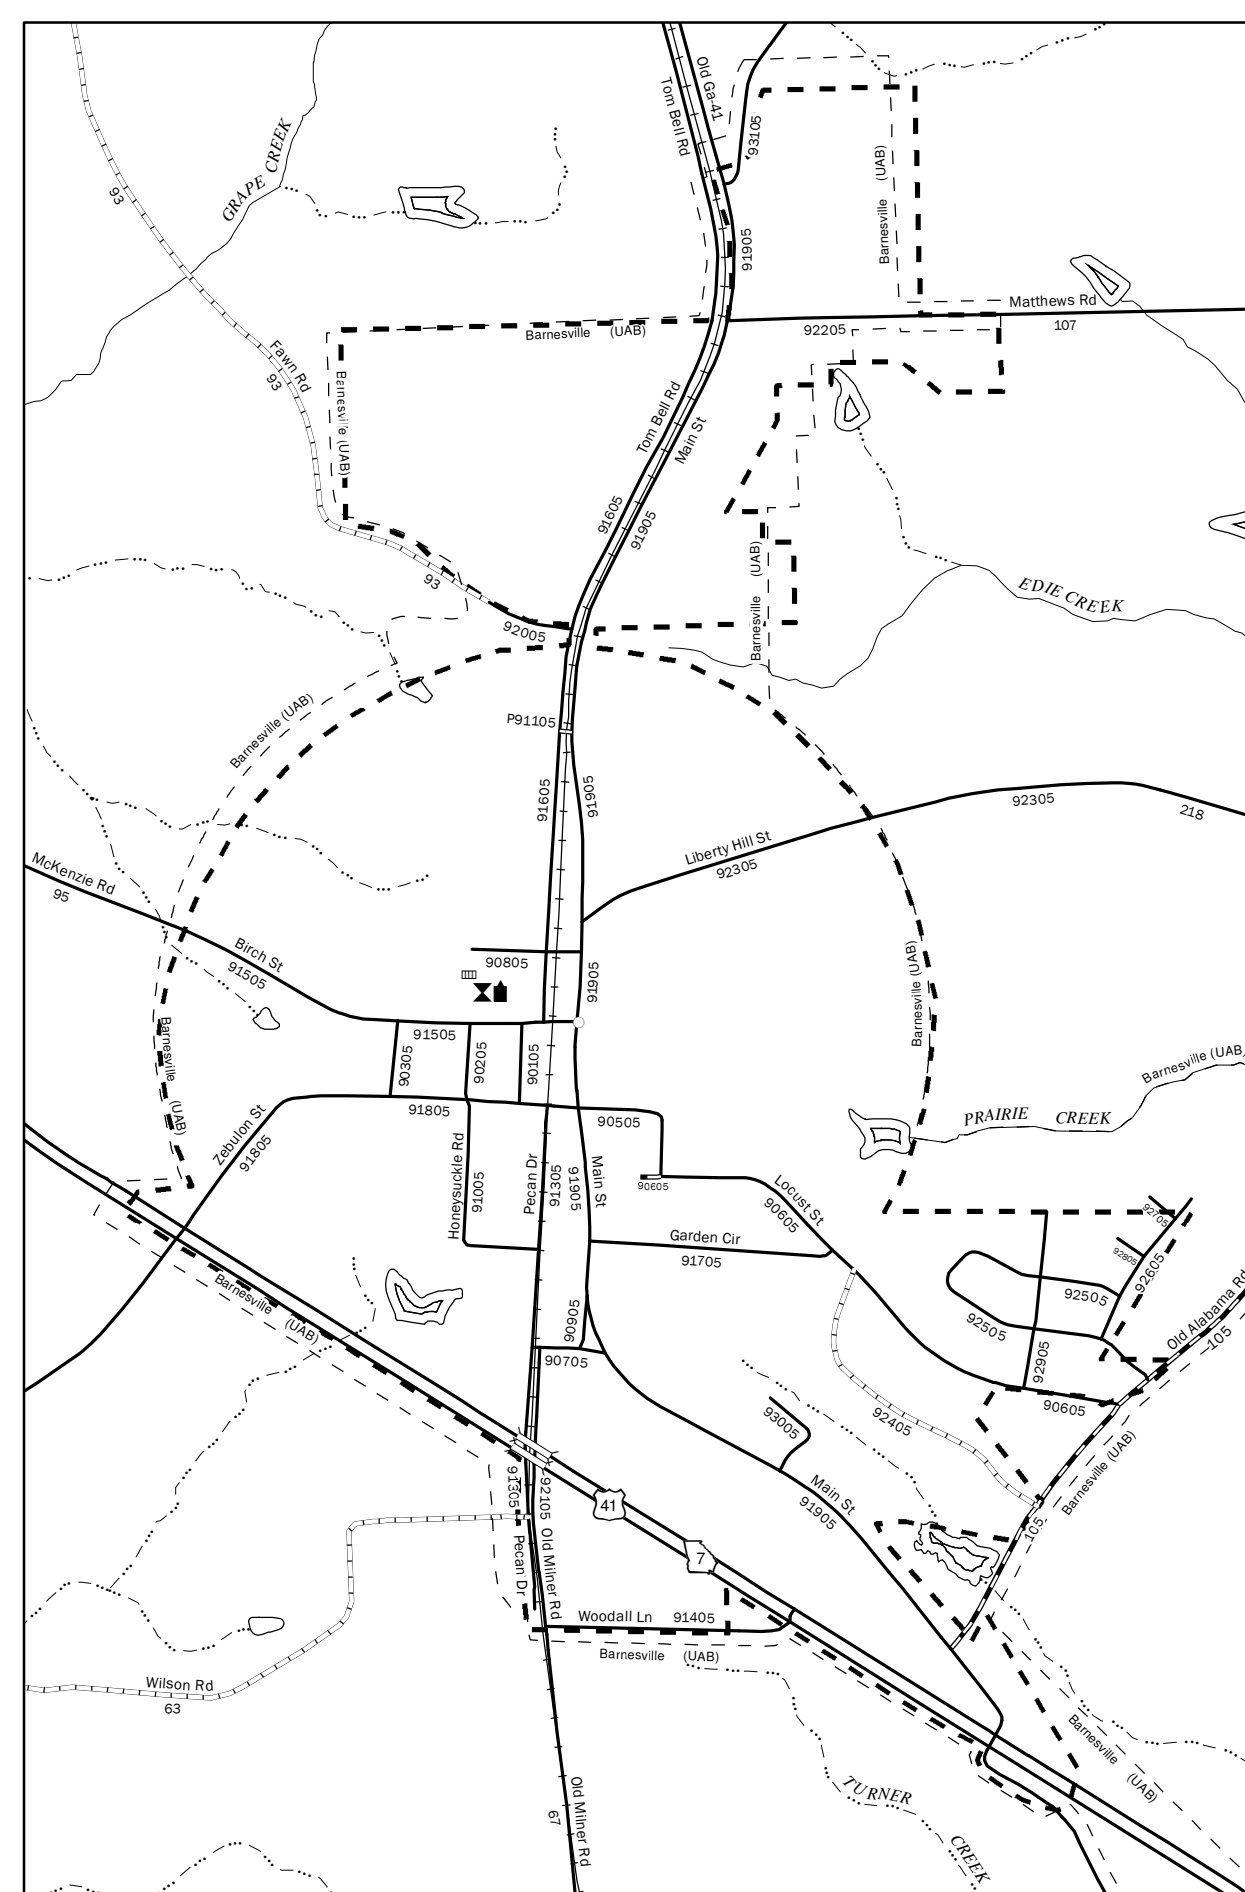 Old Ga-41
Tom Bell Rd
93105
GRAPE CREEK
93
Barnesville (UAB)
91905
Matthews Rd
107
92205
Barnesville (UAB)
Fawn Rd
93
Barnesville (UAB)
Tom Bell Rd
Main St
91605
91905
93
Barnesville (UAB)
EDIE CREEK
92005
Barnesville (UAB)
P91105
91605
91905
92305
218
Liberty Hill St
92305
McKenzie Rd
95
Birch St
91505
90805
91905
Barnesville (UAB)
Barnesville (UAB)
91505
90305
90205
90105
Barnesville (UAB)
PRAIRIE CREEK
91805
90505
Zebulon St
91805
Honeysuckle Rd
91005
Pecan Dr
91305
91905
Main St
90605
Locust St
90605
Garden Cir
91705
92705
92805
92605
92505
92505
Old Alabama Rd
105
Barnesville (UAB)
90905
90705
92905
90605
92405
93005
Barnesville (UAB)
Main St
91905
91305
92105
41
7
105
Pecan Dr
Old Milner Rd
Woodall Ln 91405
Barnesville (UAB)
Wilson Rd
63
Barnesville (UAB)
TURNER CREEK
Old Milner Rd
67